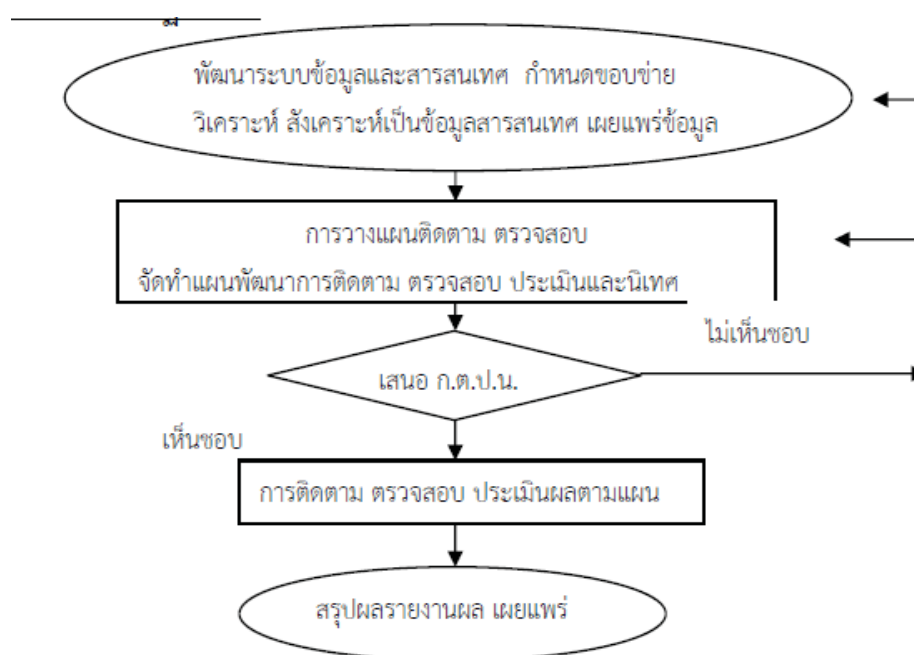 พัฒนาระบบข้อมูลและสารสนเทศ กำหนดขอบข่าย
วิเคราะห์ สังเคราะห์เป็นข้อมูลสารสนเทศ เผยแพร่ข้อมูล
การวางแผนติดตาม ตรวจสอบ
จัดทำแผนพัฒนาการติดตาม ตรวจสอบ ประเมินและนิเทศ
ไม่เห็นชอบ
เสนอ ก.ต.ป.น.
เห็นชอบ
การติดตาม ตรวจสอบ ประเมินผลตามแผน
สรุปผลรายงานผล เผยแพร่